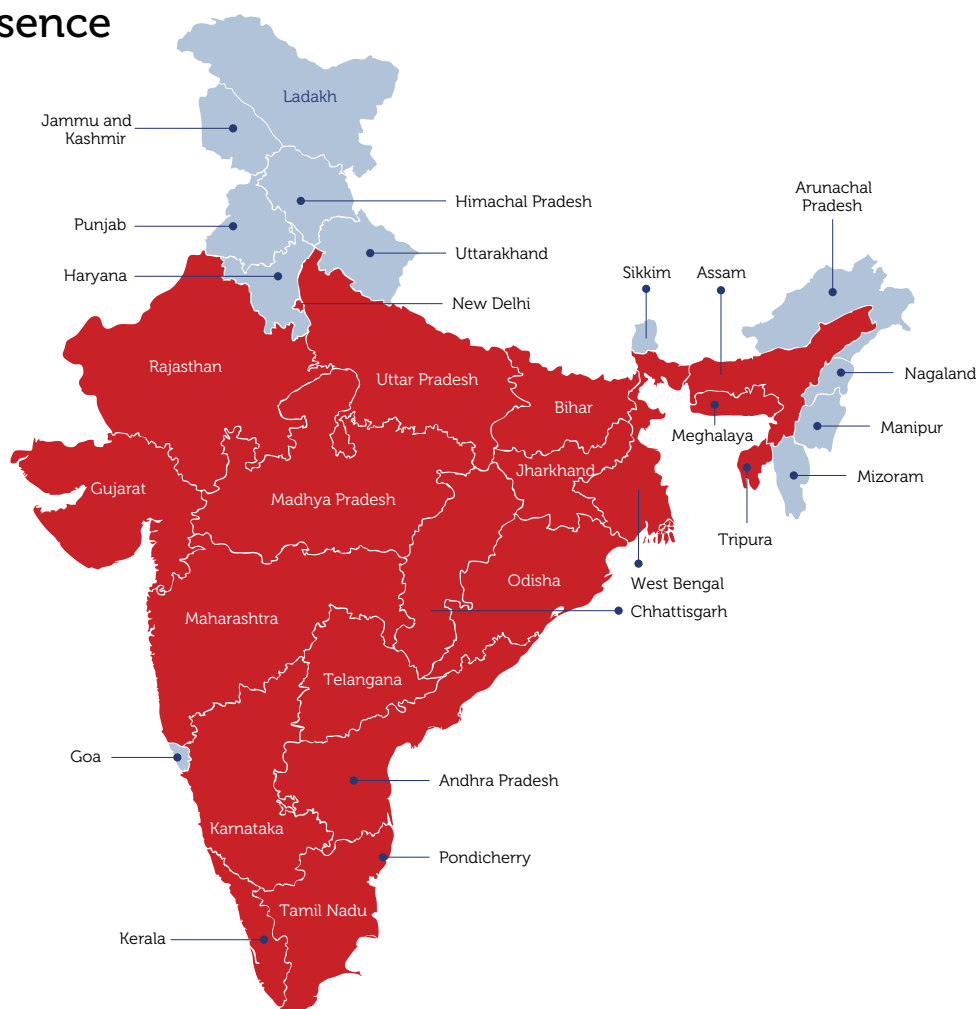 sence
Ladakh
Jammu and
Kashmir
Himachal Pradesh
Arunachal
Pradesh
Punjab
Uttarakhand
Haryana
Sikkim
Assam
New Delhi
Rajasthan
Uttar Pradesh
Nagaland
Bihar
Manipur
Meghalaya
Jharkhand
Mizoram
Gujarat
Madhya Pradesh
Tripura
Odisha
West Bengal
Chhattisgarh
Maharashtra
Telangana
Goa
Andhra Pradesh
Karnataka
Pondicherry
Tamil Nadu
Kerala